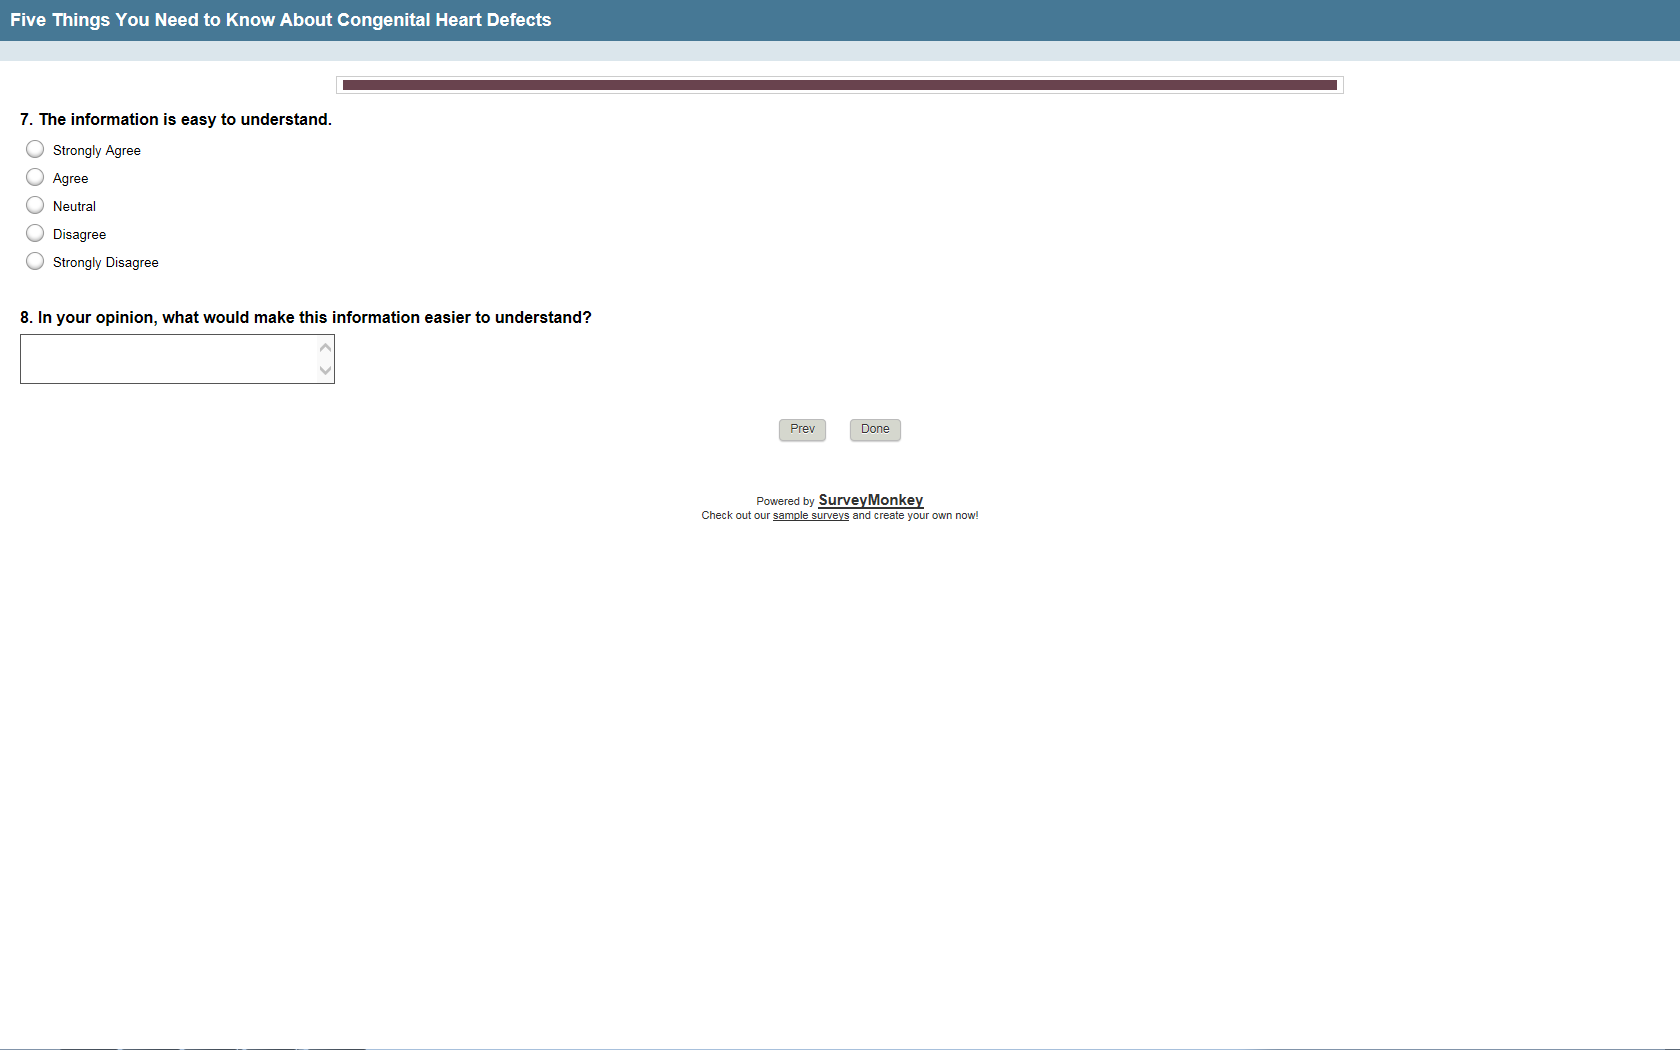 Five Things You Need to Know About Congenital Heart Defects
7. The information is easy to understand.
Strongly Agree
Agree
Neutral
Disagree
Strongly Disagree
8. In your opinion, what would make this information easier to understand?
Prev Done
Powered by SurveyMonkey
Check out our sample surveys and create your own now!